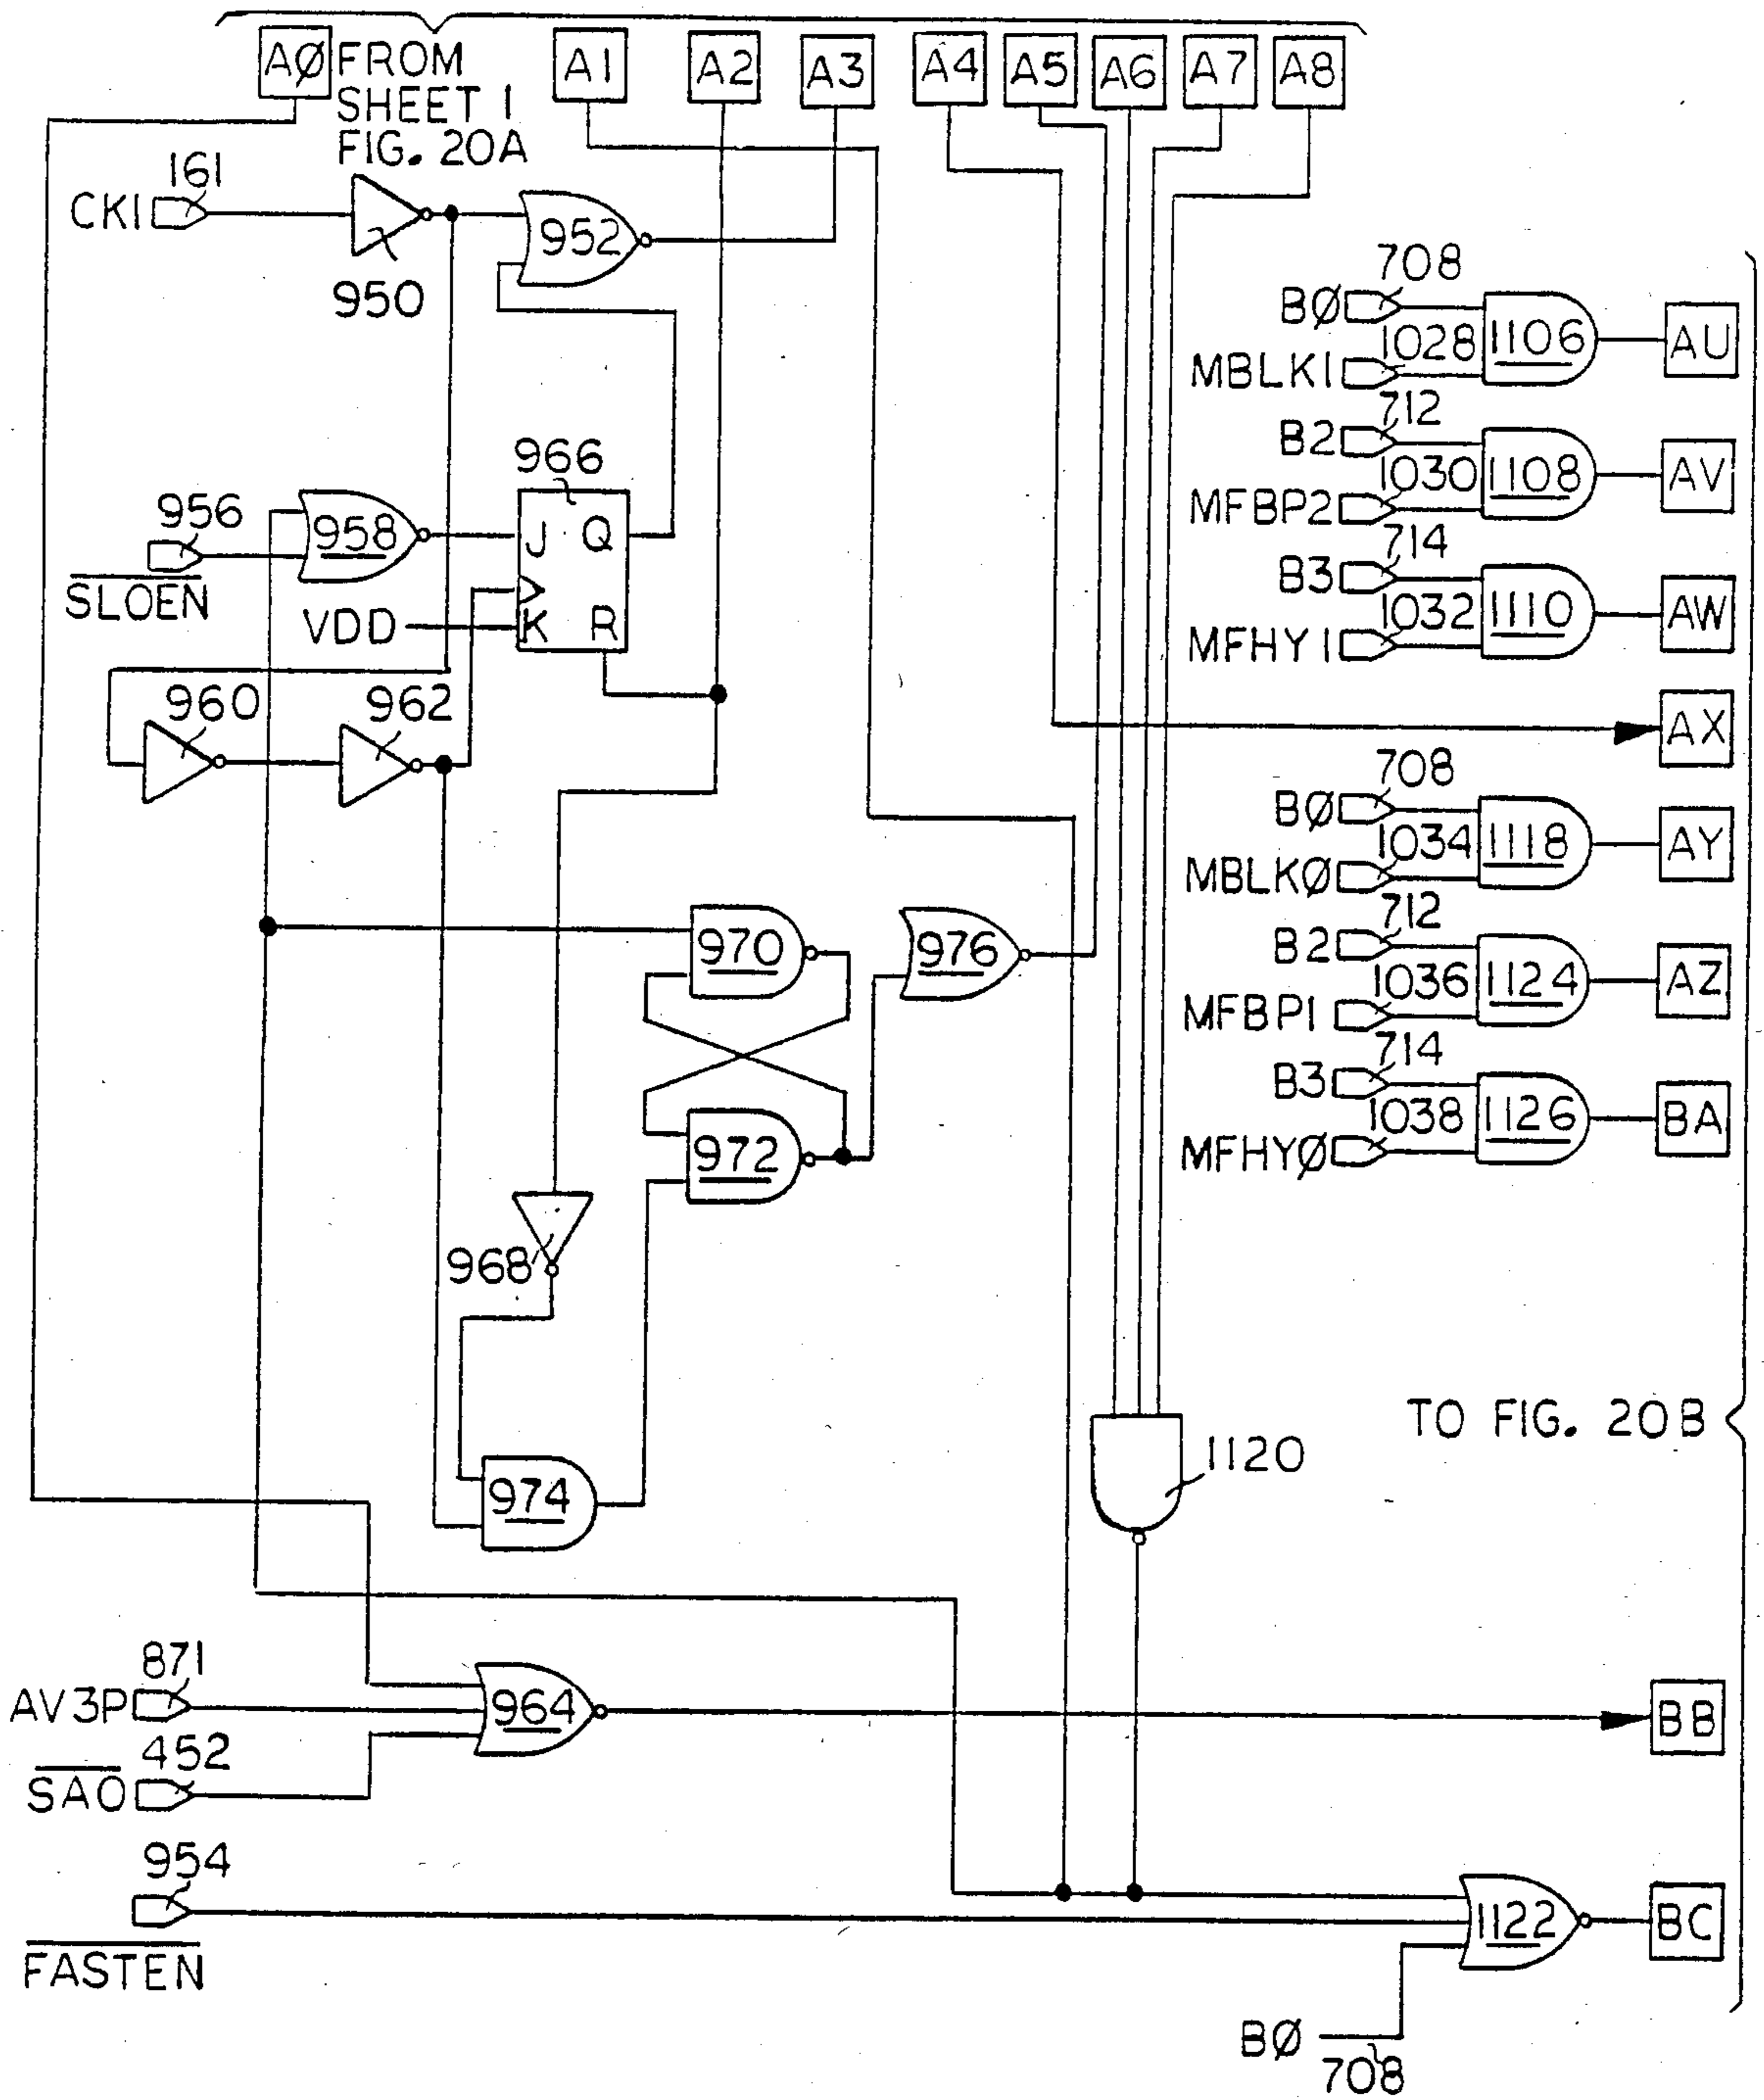 AØ FROM SHEET 1 FIG. 20A
A1
A2
A3
A4
A5
A6
A7
A8
161
CK1
950
952
708
BØ
1028
MBLK1
1106
AU
712
B2
1030
MFBP2
1108
AV
714
B3
1032
MFHY1
1110
AW
966
956
958
J Q
SLOEN
VDD
K R
960
962
AX
708
BØ
1034
MBLKØ
1118
AY
970
976
712
B2
1036
MFBP1
1124
AZ
714
B3
1038
MFHYØ
1126
BA
972
968
TO FIG. 20B
1120
974
871
AV3P
964
BB
452
SAO
954
FASTEN
1122
BC
BØ
708